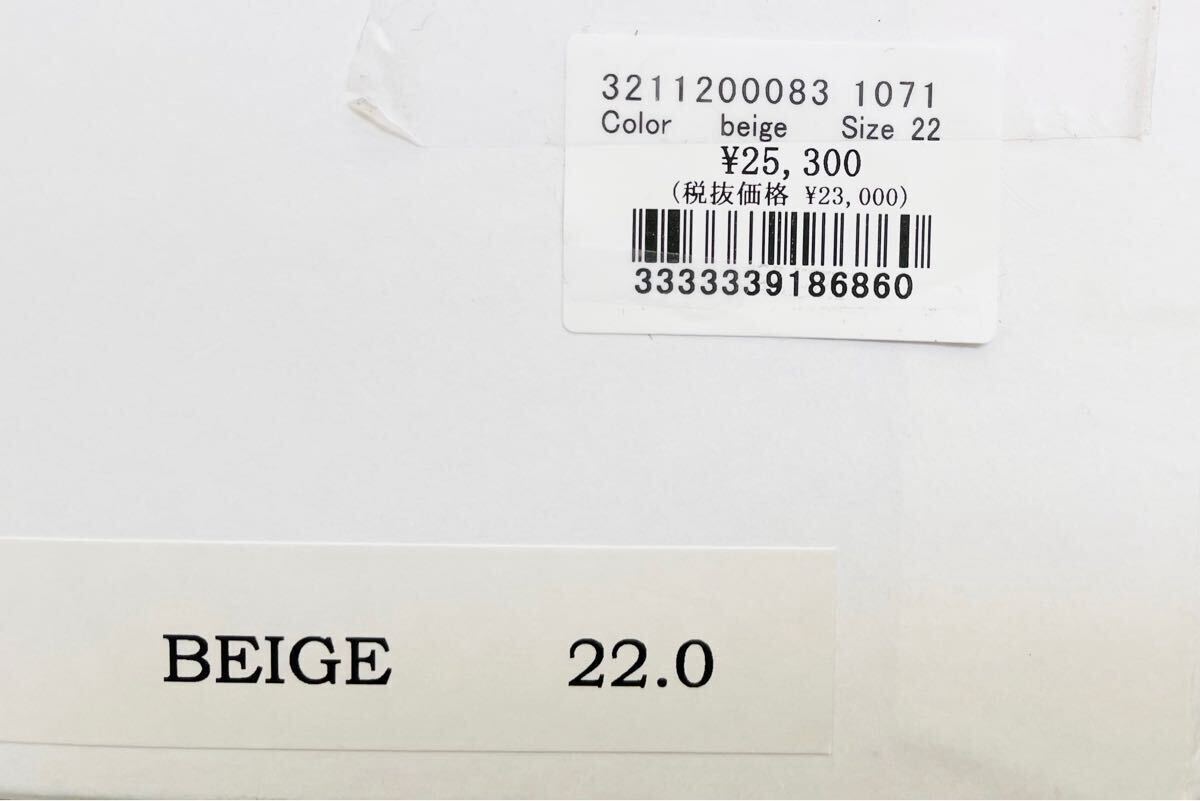 3211200083 1071
Color beige Size 22
¥25,300
(税抜価格 ¥23,000)
3333339186860
BEIGE 22.0